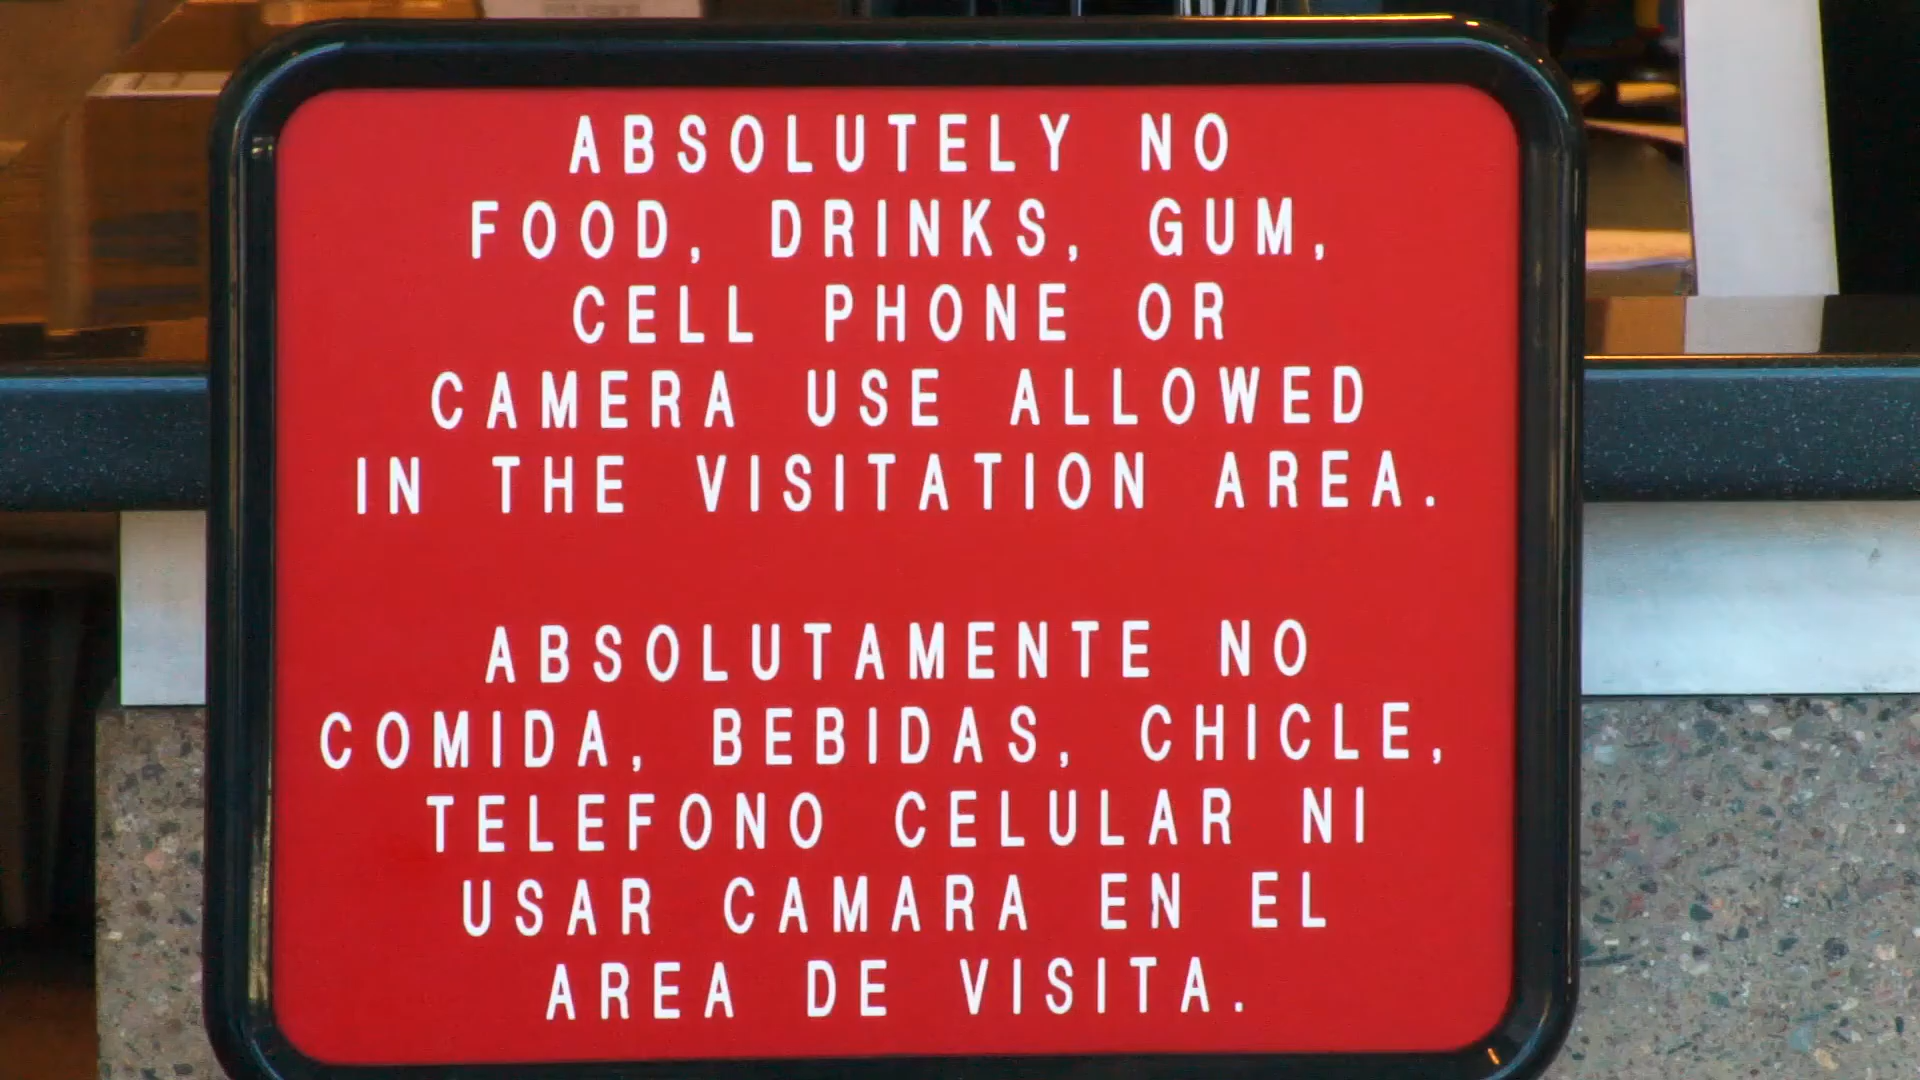 ABSOLUTELY NO
FOOD, DRINKS, GUM,
CELL PHONE OR
CAMERA USE ALLOWED
IN THE VISITATION AREA.
ABSOLUTAMENTE NO
COMIDA, BEBIDAS, CHICLE,
TELEFONO CELULAR NI
USAR CAMARA EN EL
AREA DE VISITA.